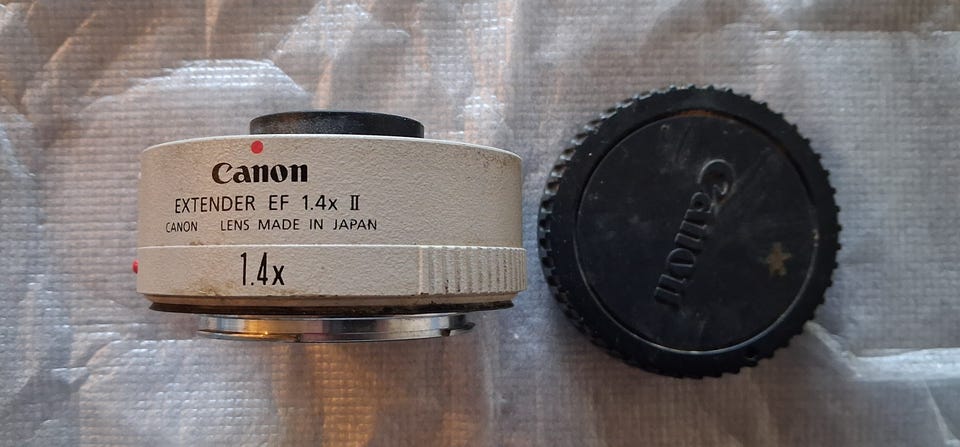 Canon
EXTENDER EF 1.4x II
CANON LENS MADE IN JAPAN
1.4x
Canon